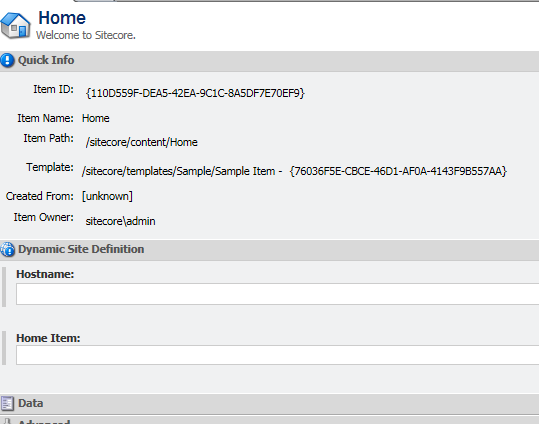 Home
Welcome to Sitecore.
Quick Info
Item ID: {110D559F-DEA5-42EA-9C1C-8A5DF7E70EF9}
Item Name: Home
Item Path: /sitecore/content/Home
Template: /sitecore/templates/Sample/Sample Item - {76036F5E-CBCE-46D1-AF0A-4143F9B557AA}
Created From: [unknown]
Item Owner: sitecore\admin
Dynamic Site Definition
Hostname:
Home Item:
Data
Advanced